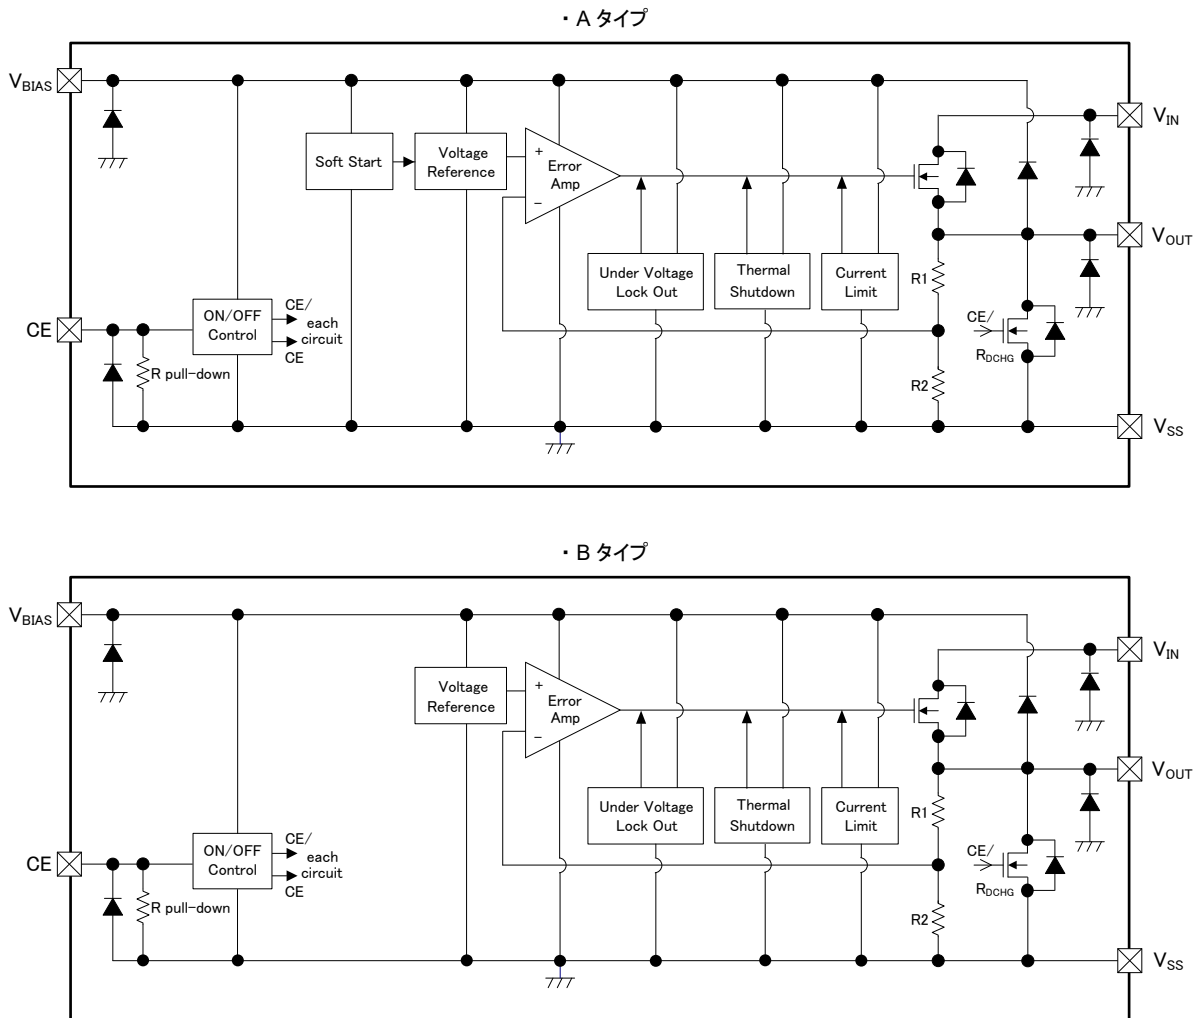 ・A タイプ
VBIAS
VIN
Soft Start
Voltage
Reference
+
−
Error
Amp
VOUT
Under Voltage
Lock Out
Thermal
Shutdown
Current
Limit
R1
CE
ON/OFF
Control
CE/
each
circuit
CE
R pull-down
CE/
RDCHG
R2
VSS
・B タイプ
VBIAS
VIN
Voltage
Reference
+
−
Error
Amp
VOUT
Under Voltage
Lock Out
Thermal
Shutdown
Current
Limit
R1
CE
ON/OFF
Control
CE/
each
circuit
CE
R pull-down
CE/
RDCHG
R2
VSS